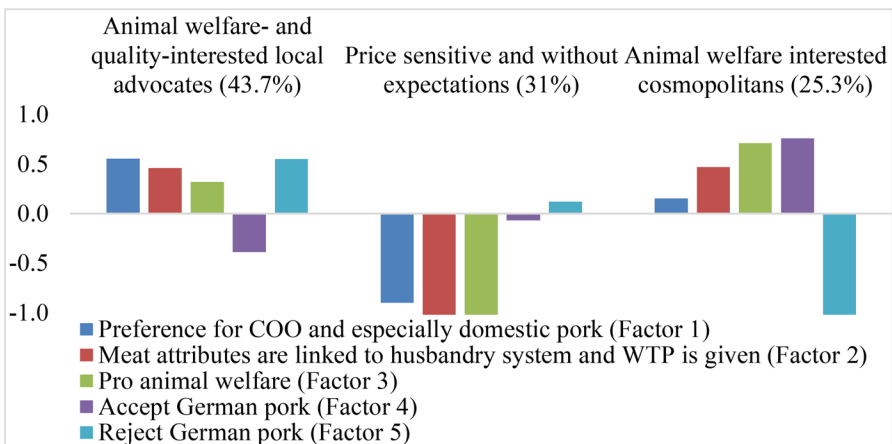 Animal welfare- and
quality-interested local
advocates (43.7%)
Price sensitive and without
expectations (31%)
Animal welfare interested
cosmopolitans (25.3%)
1.0
0.5
0.0
-0.5
-1.0
Preference for COO and especially domestic pork (Factor 1)
Meat attributes are linked to husbandry system and WTP is given (Factor 2)
Pro animal welfare (Factor 3)
Accept German pork (Factor 4)
Reject German pork (Factor 5)